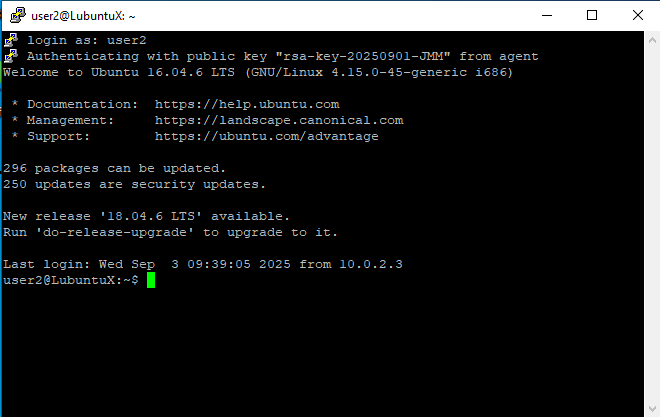 user2@LubuntuX: ~
login as: user2
Authenticating with public key "rsa-key-20250901-JMM" from agent
Welcome to Ubuntu 16.04.6 LTS (GNU/Linux 4.15.0-45-generic i686)

 * Documentation:  https://help.ubuntu.com
 * Management:     https://landscape.canonical.com
 * Support:        https://ubuntu.com/advantage

296 packages can be updated.
250 updates are security updates.

New release '18.04.6 LTS' available.
Run 'do-release-upgrade' to upgrade to it.

Last login: Wed Sep  3 09:39:05 2025 from 10.0.2.3
user2@LubuntuX:~$